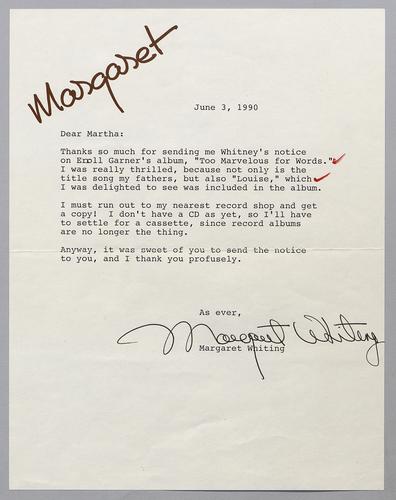 Margaret
June 3, 1990
Dear Martha:
Thanks so much for sending me Whitney's notice
on Erroll Garner's album, "Too Marvelous for Words."
I was really thrilled, because not only is the
title song my fathers, but also "Louise," which
I was delighted to see was included in the album.
I must run out to my nearest record shop and get
a copy! I don't have a CD as yet, so I'll have
to settle for a cassette, since record albums
are no longer the thing.
Anyway, it was sweet of you to send the notice
to you, and I thank you profusely.
As ever,
Margaret Whiting
Margaret Whiting